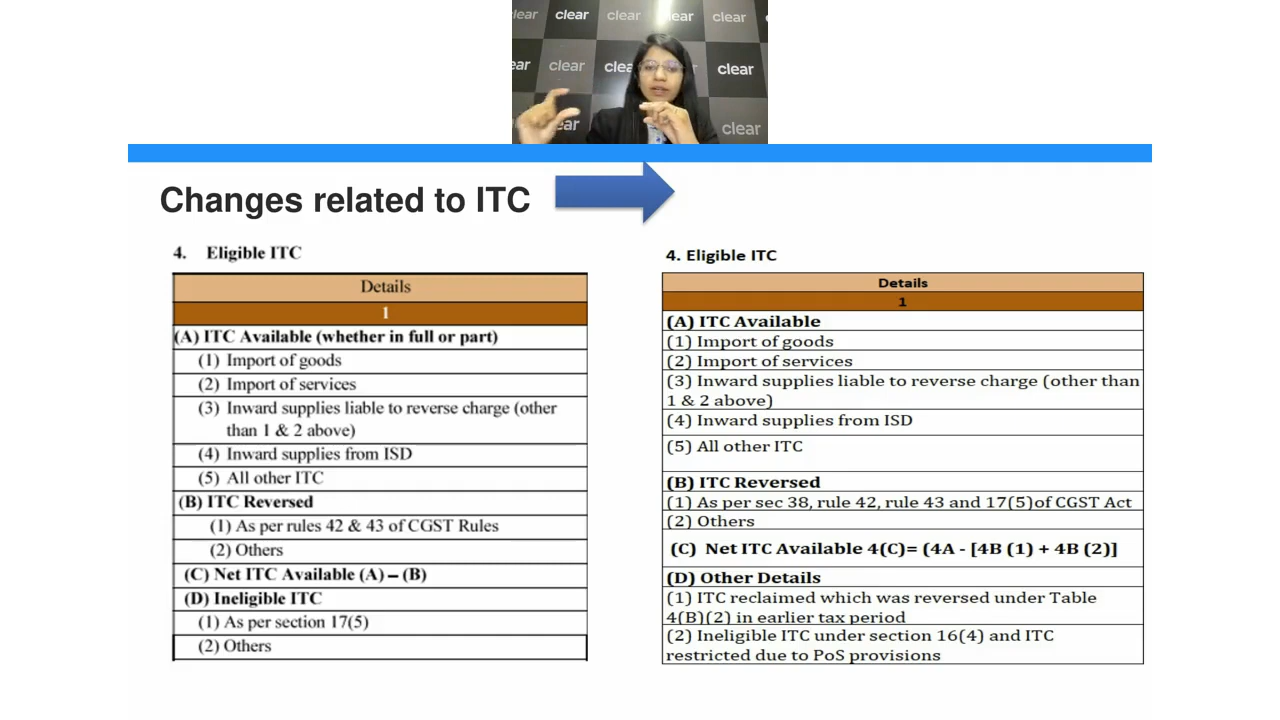 clear clear clear clear
ear clear clea clear
ear clear
Changes related to ITC
4. Eligible ITC
Details
1
(A) ITC Available (whether in full or part)
(1) Import of goods
(2) Import of services
(3) Inward supplies liable to reverse charge (other
than 1 & 2 above)
(4) Inward supplies from ISD
(5) All other ITC
(B) ITC Reversed
(1) As per rules 42 & 43 of CGST Rules
(2) Others
(C) Net ITC Available (A) – (B)
(D) Ineligible ITC
(1) As per section 17(5)
(2) Others
4. Eligible ITC
Details
1
(A) ITC Available
(1) Import of goods
(2) Import of services
(3) Inward supplies liable to reverse charge (other than
1 & 2 above)
(4) Inward supplies from ISD
(5) All other ITC
(B) ITC Reversed
(1) As per sec 38, rule 42, rule 43 and 17(5)of CGST Act
(2) Others
(C) Net ITC Available 4(C)= (4A - [4B (1) + 4B (2)]
(D) Other Details
(1) ITC reclaimed which was reversed under Table
4(B)(2) in earlier tax period
(2) Ineligible ITC under section 16(4) and ITC
restricted due to PoS provisions